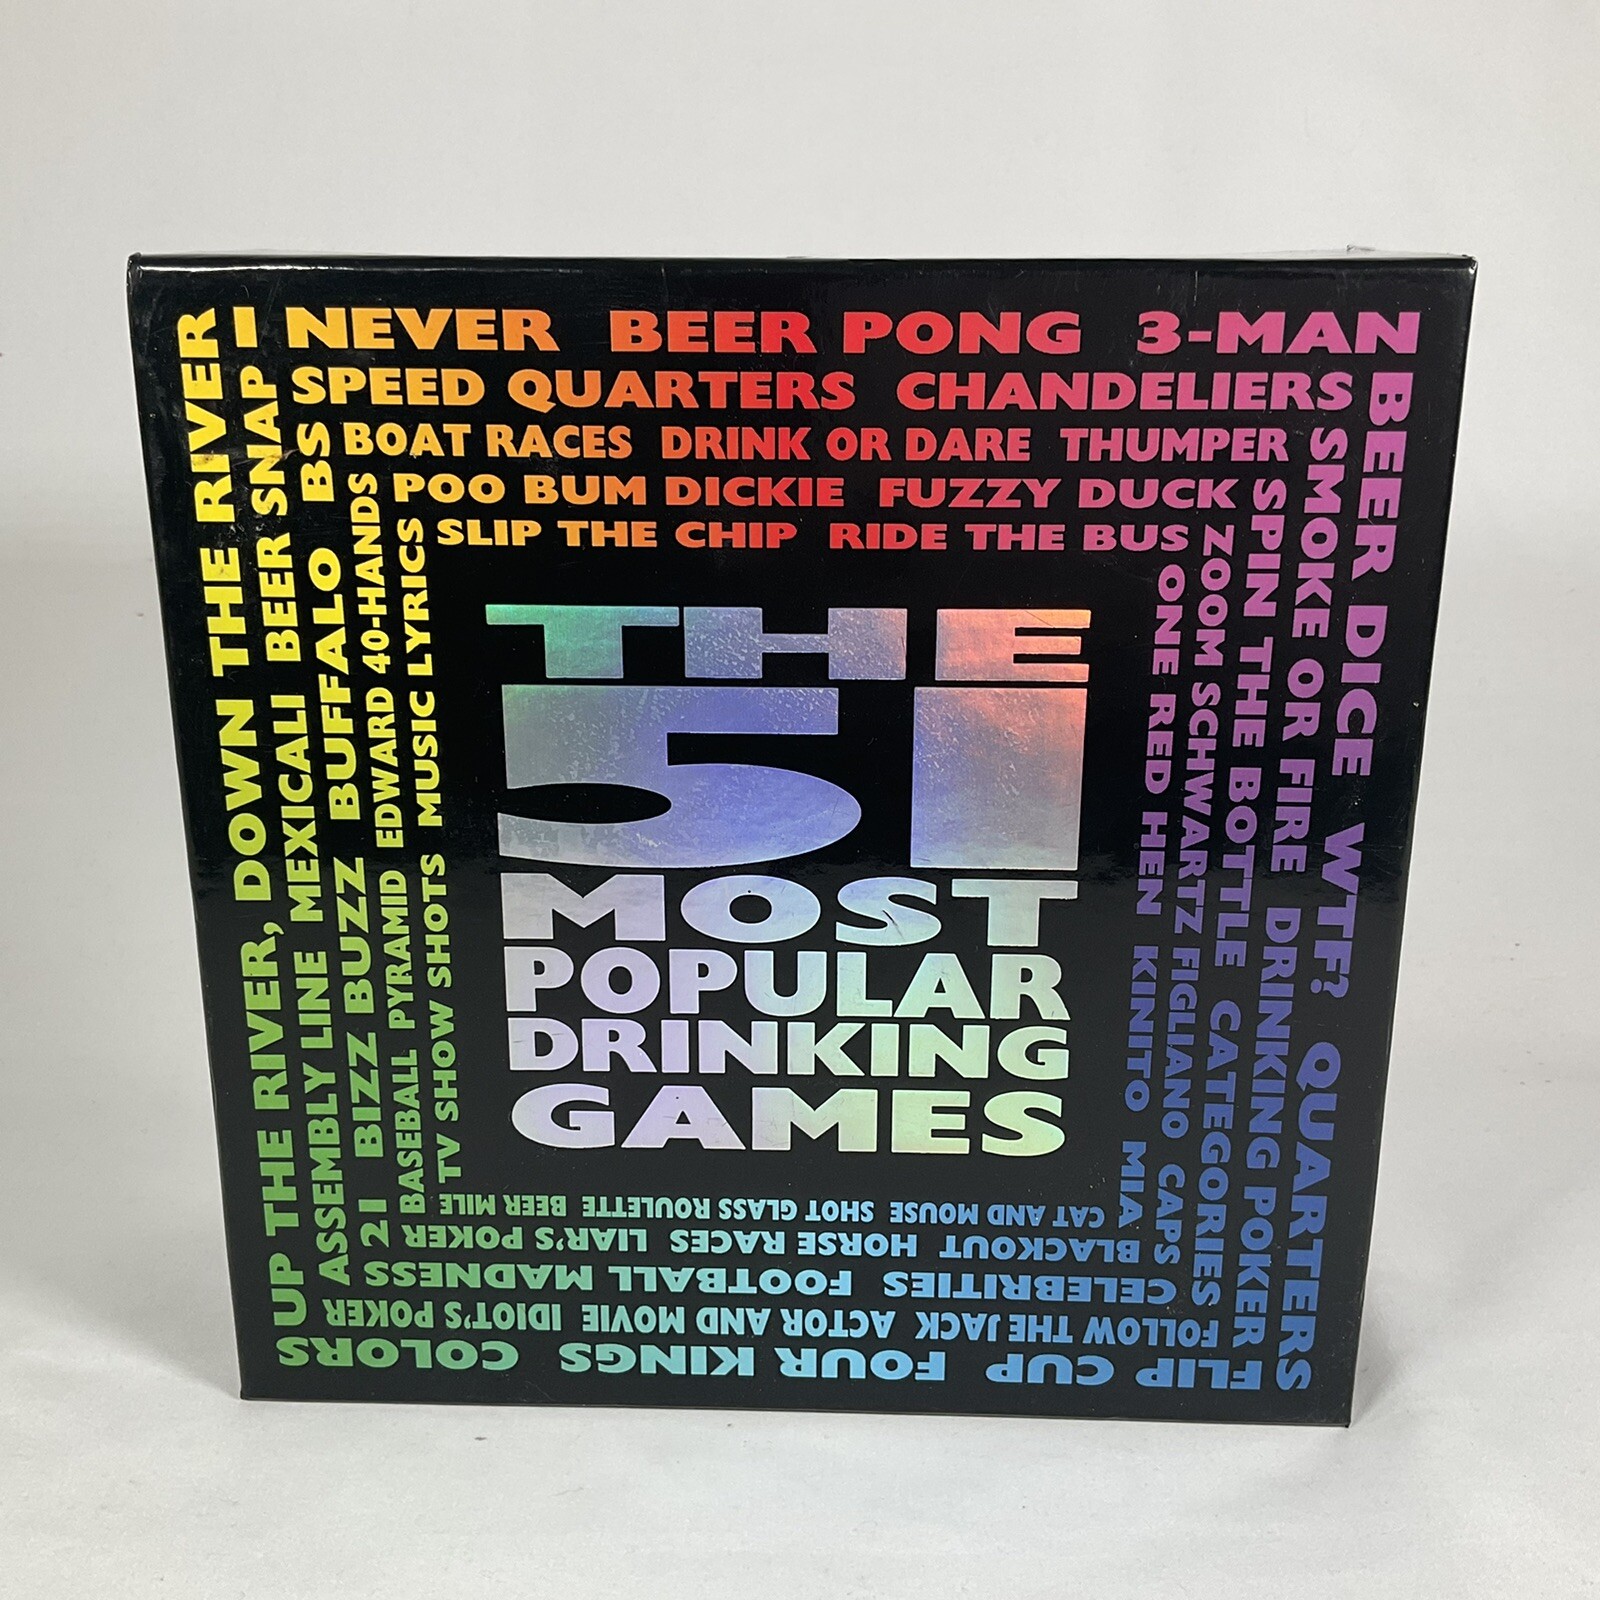 I NEVER BEER PONG 3-MAN
SPEED QUARTERS CHANDELIERS
BOAT RACES DRINK OR DARE THUMPER
POO BUM DICKIE FUZZY DUCK
SLIP THE CHIP RIDE THE BUS
BEER DICE WTF? QUARTERS
SMOKE OR FIRE DRINKING POKER
SPIN THE BOTTLE CATEGORIES
ZOOM SCHWARTZ FIGLIANO CAPS
ONE RED HEN KINITO MIA
THE
51
MOST
POPULAR
DRINKING
GAMES
FLIP CUP FOUR KINGS COLORS
FOLLOW THE JACK ACTOR AND MOVIE IDIOT'S POKER
CELEBRITIES FOOTBALL MADNESS
BLACKOUT HORSE RACES LIAR'S POKER
CAT AND MOUSE SHOT GLASS ROULETTE BEER MILE
UP THE RIVER, DOWN THE RIVER
ASSEMBLY LINE MEXICALI BEER SNAP
21 BIZZ BUZZ BUFFALO BS
BASEBALL PYRAMID EDWARD 40-HANDS
TV SHOW SHOTS MUSIC LYRICS